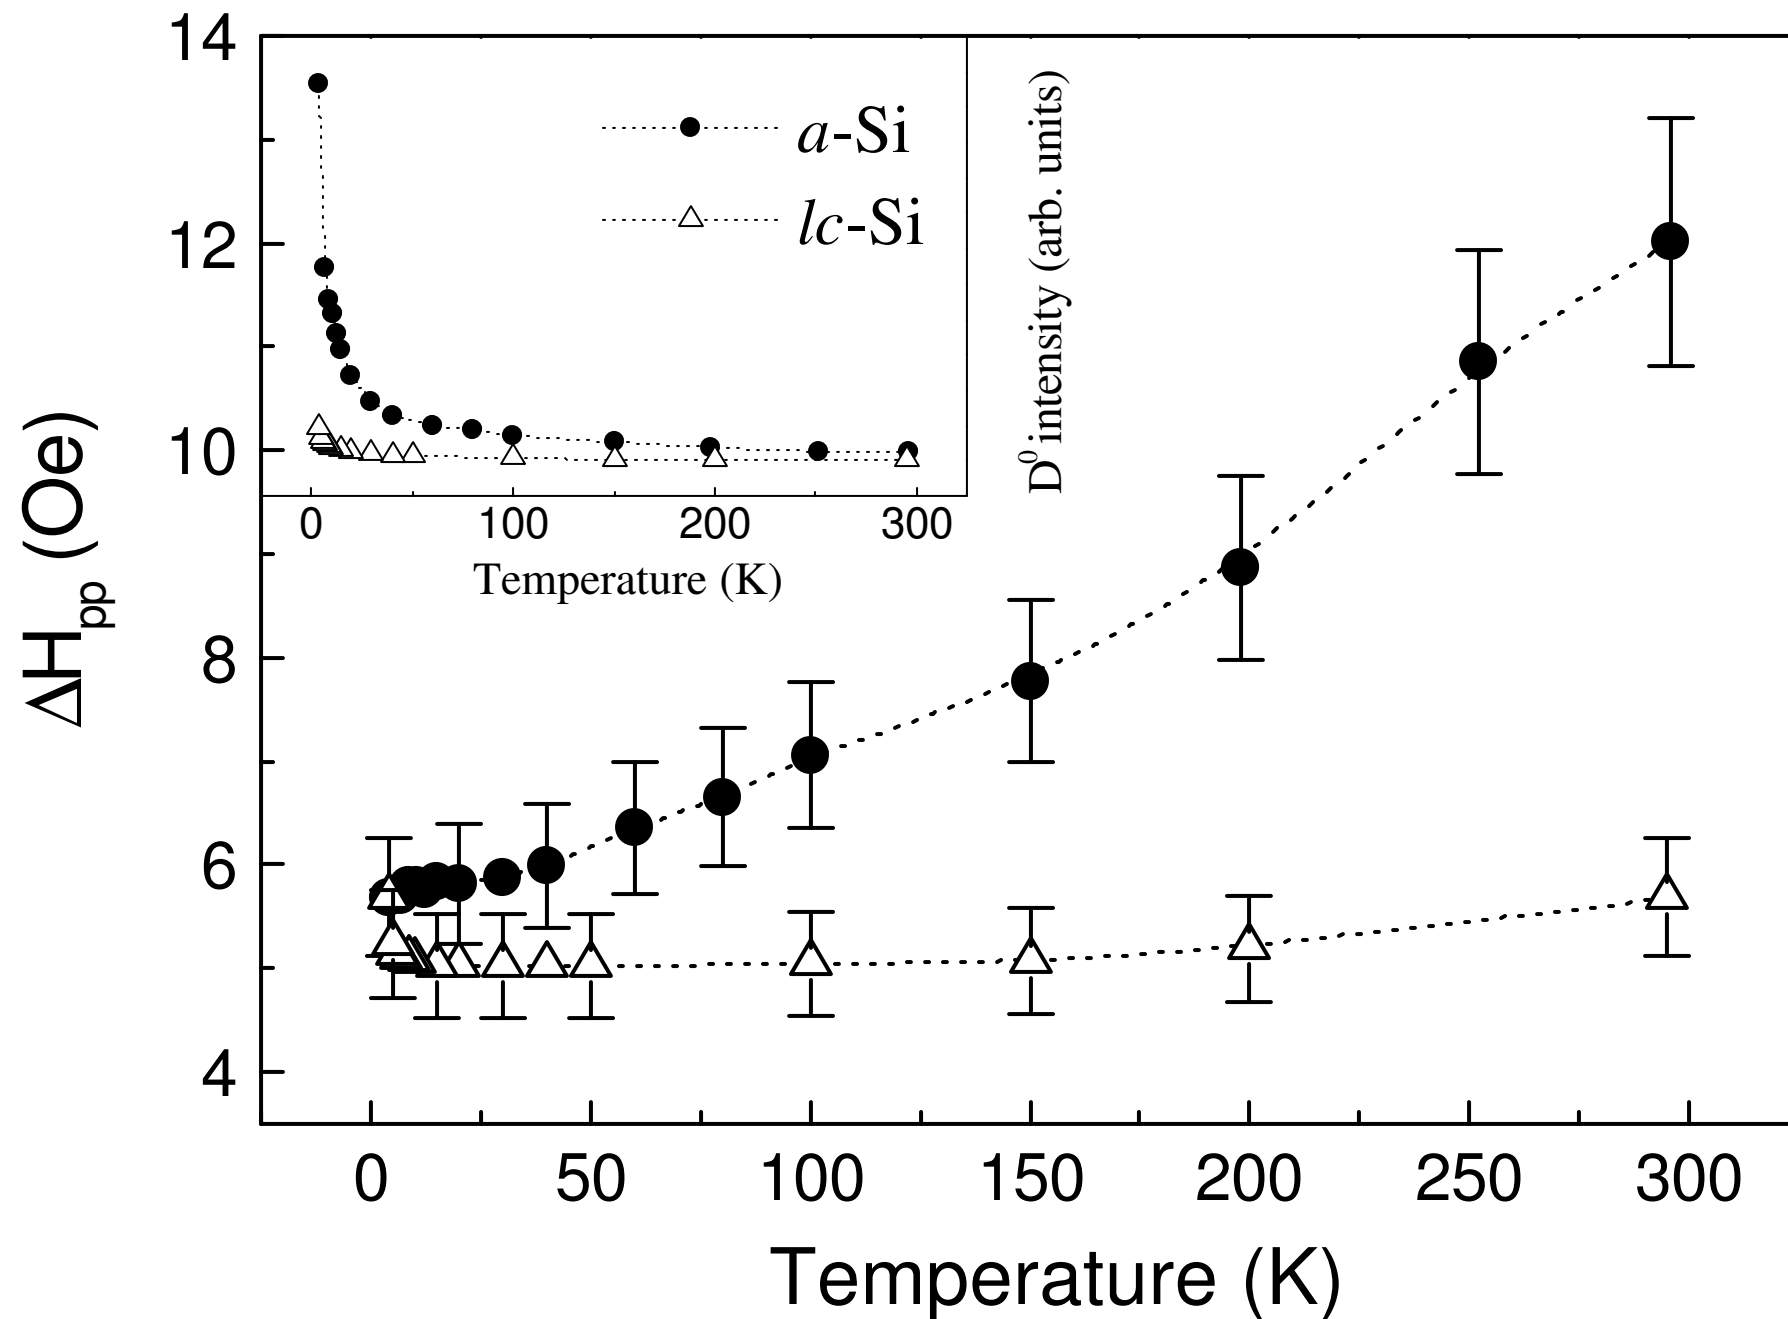 14
12
10
8
6
4
ΔHpp (Oe)
a-Si
lc-Si
D0 intensity (arb. units)
0 100 200 300
Temperature (K)
0 50 100 150 200 250 300
Temperature (K)